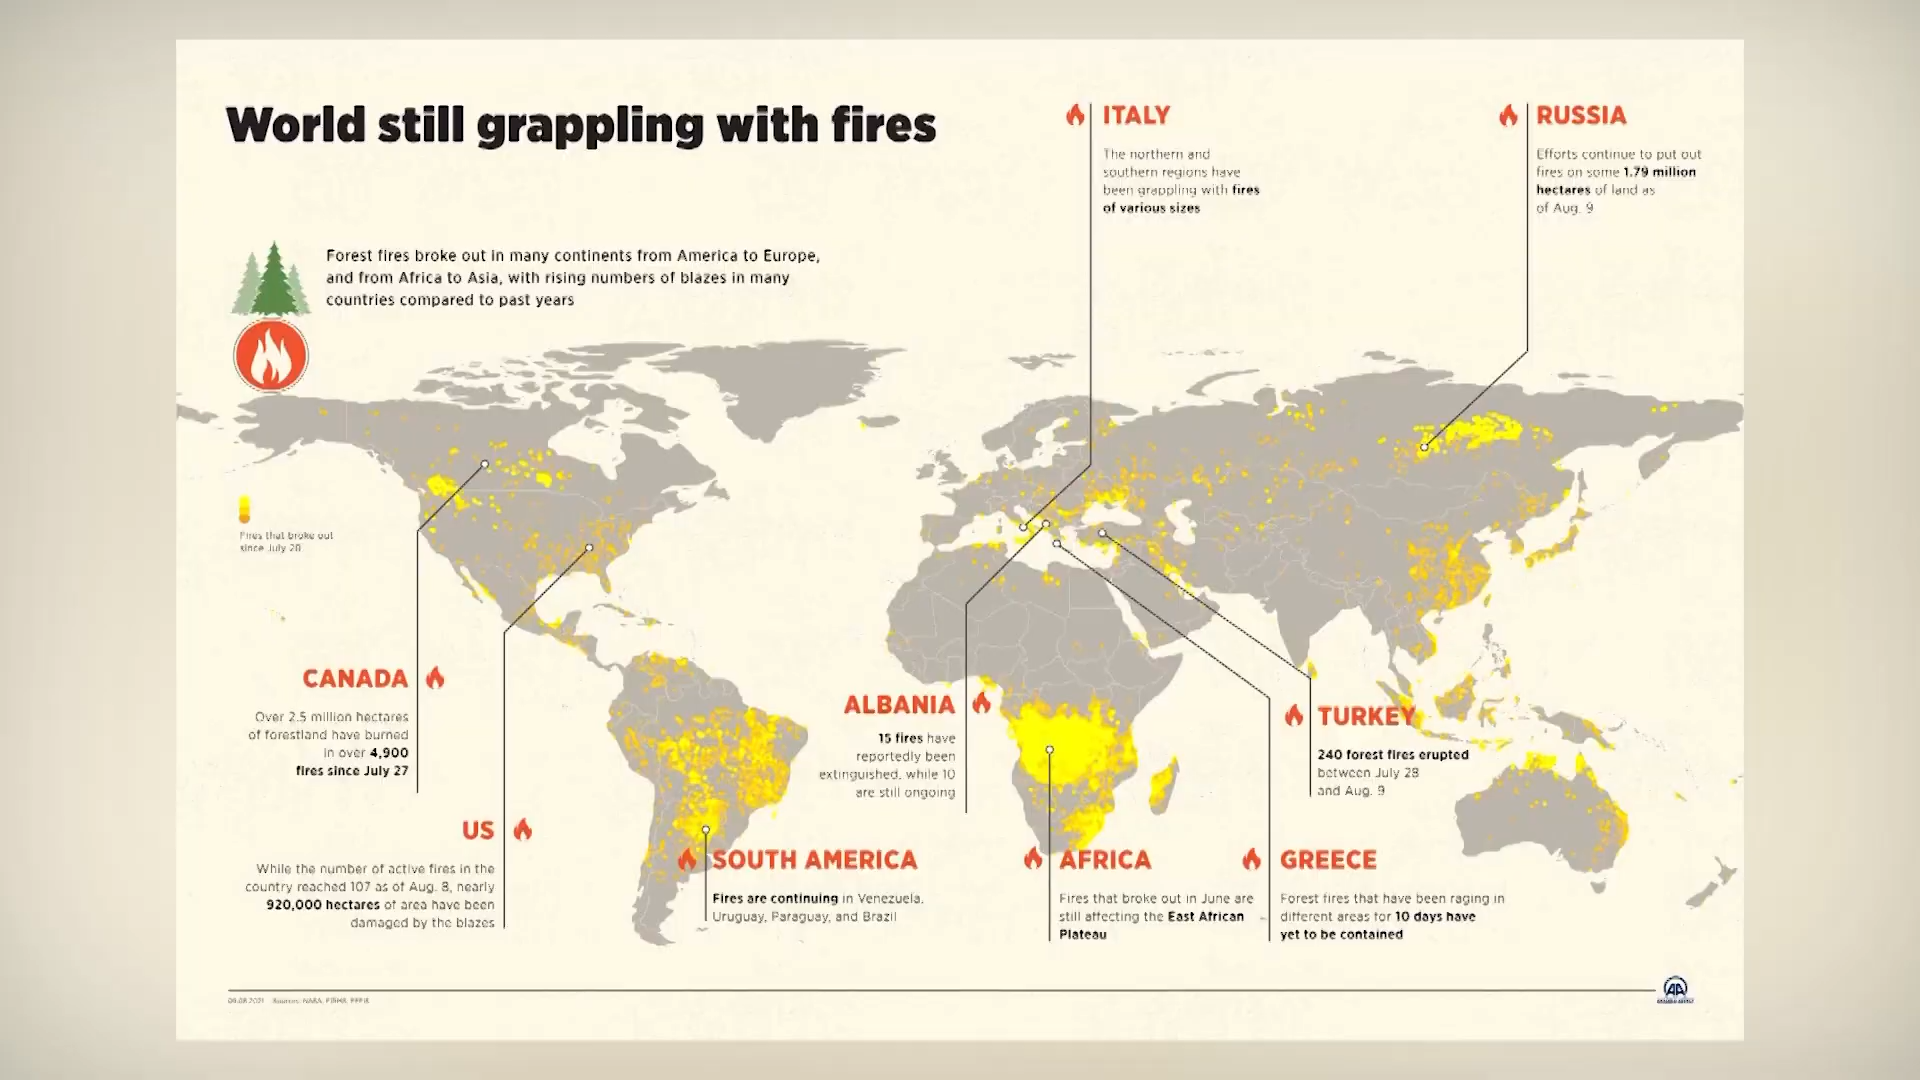 World still grappling with fires
Forest fires broke out in many continents from America to Europe,
and from Africa to Asia, with rising numbers of blazes in many
countries compared to past years
ITALY
The northern and
southern regions have
been grappling with fires
of various sizes
RUSSIA
Efforts continue to put out
fires on some 1.79 million
hectares of land as
of Aug. 9
Fires that broke out
since July 20
CANADA
Over 2.5 million hectares
of forestland have burned
in over 4,900
fires since July 27
US
While the number of active fires in the
country reached 107 as of Aug. 8, nearly
920,000 hectares of area have been
damaged by the blazes
SOUTH AMERICA
Fires are continuing in Venezuela,
Uruguay, Paraguay, and Brazil
ALBANIA
15 fires have
reportedly been
extinguished, while 10
are still ongoing
AFRICA
Fires that broke out in June are
still affecting the East African
Plateau
TURKEY
240 forest fires erupted
between July 28
and Aug. 9
GREECE
Forest fires that have been raging in
different areas for 10 days have
yet to be contained
09.08.2021 Sources:
AA